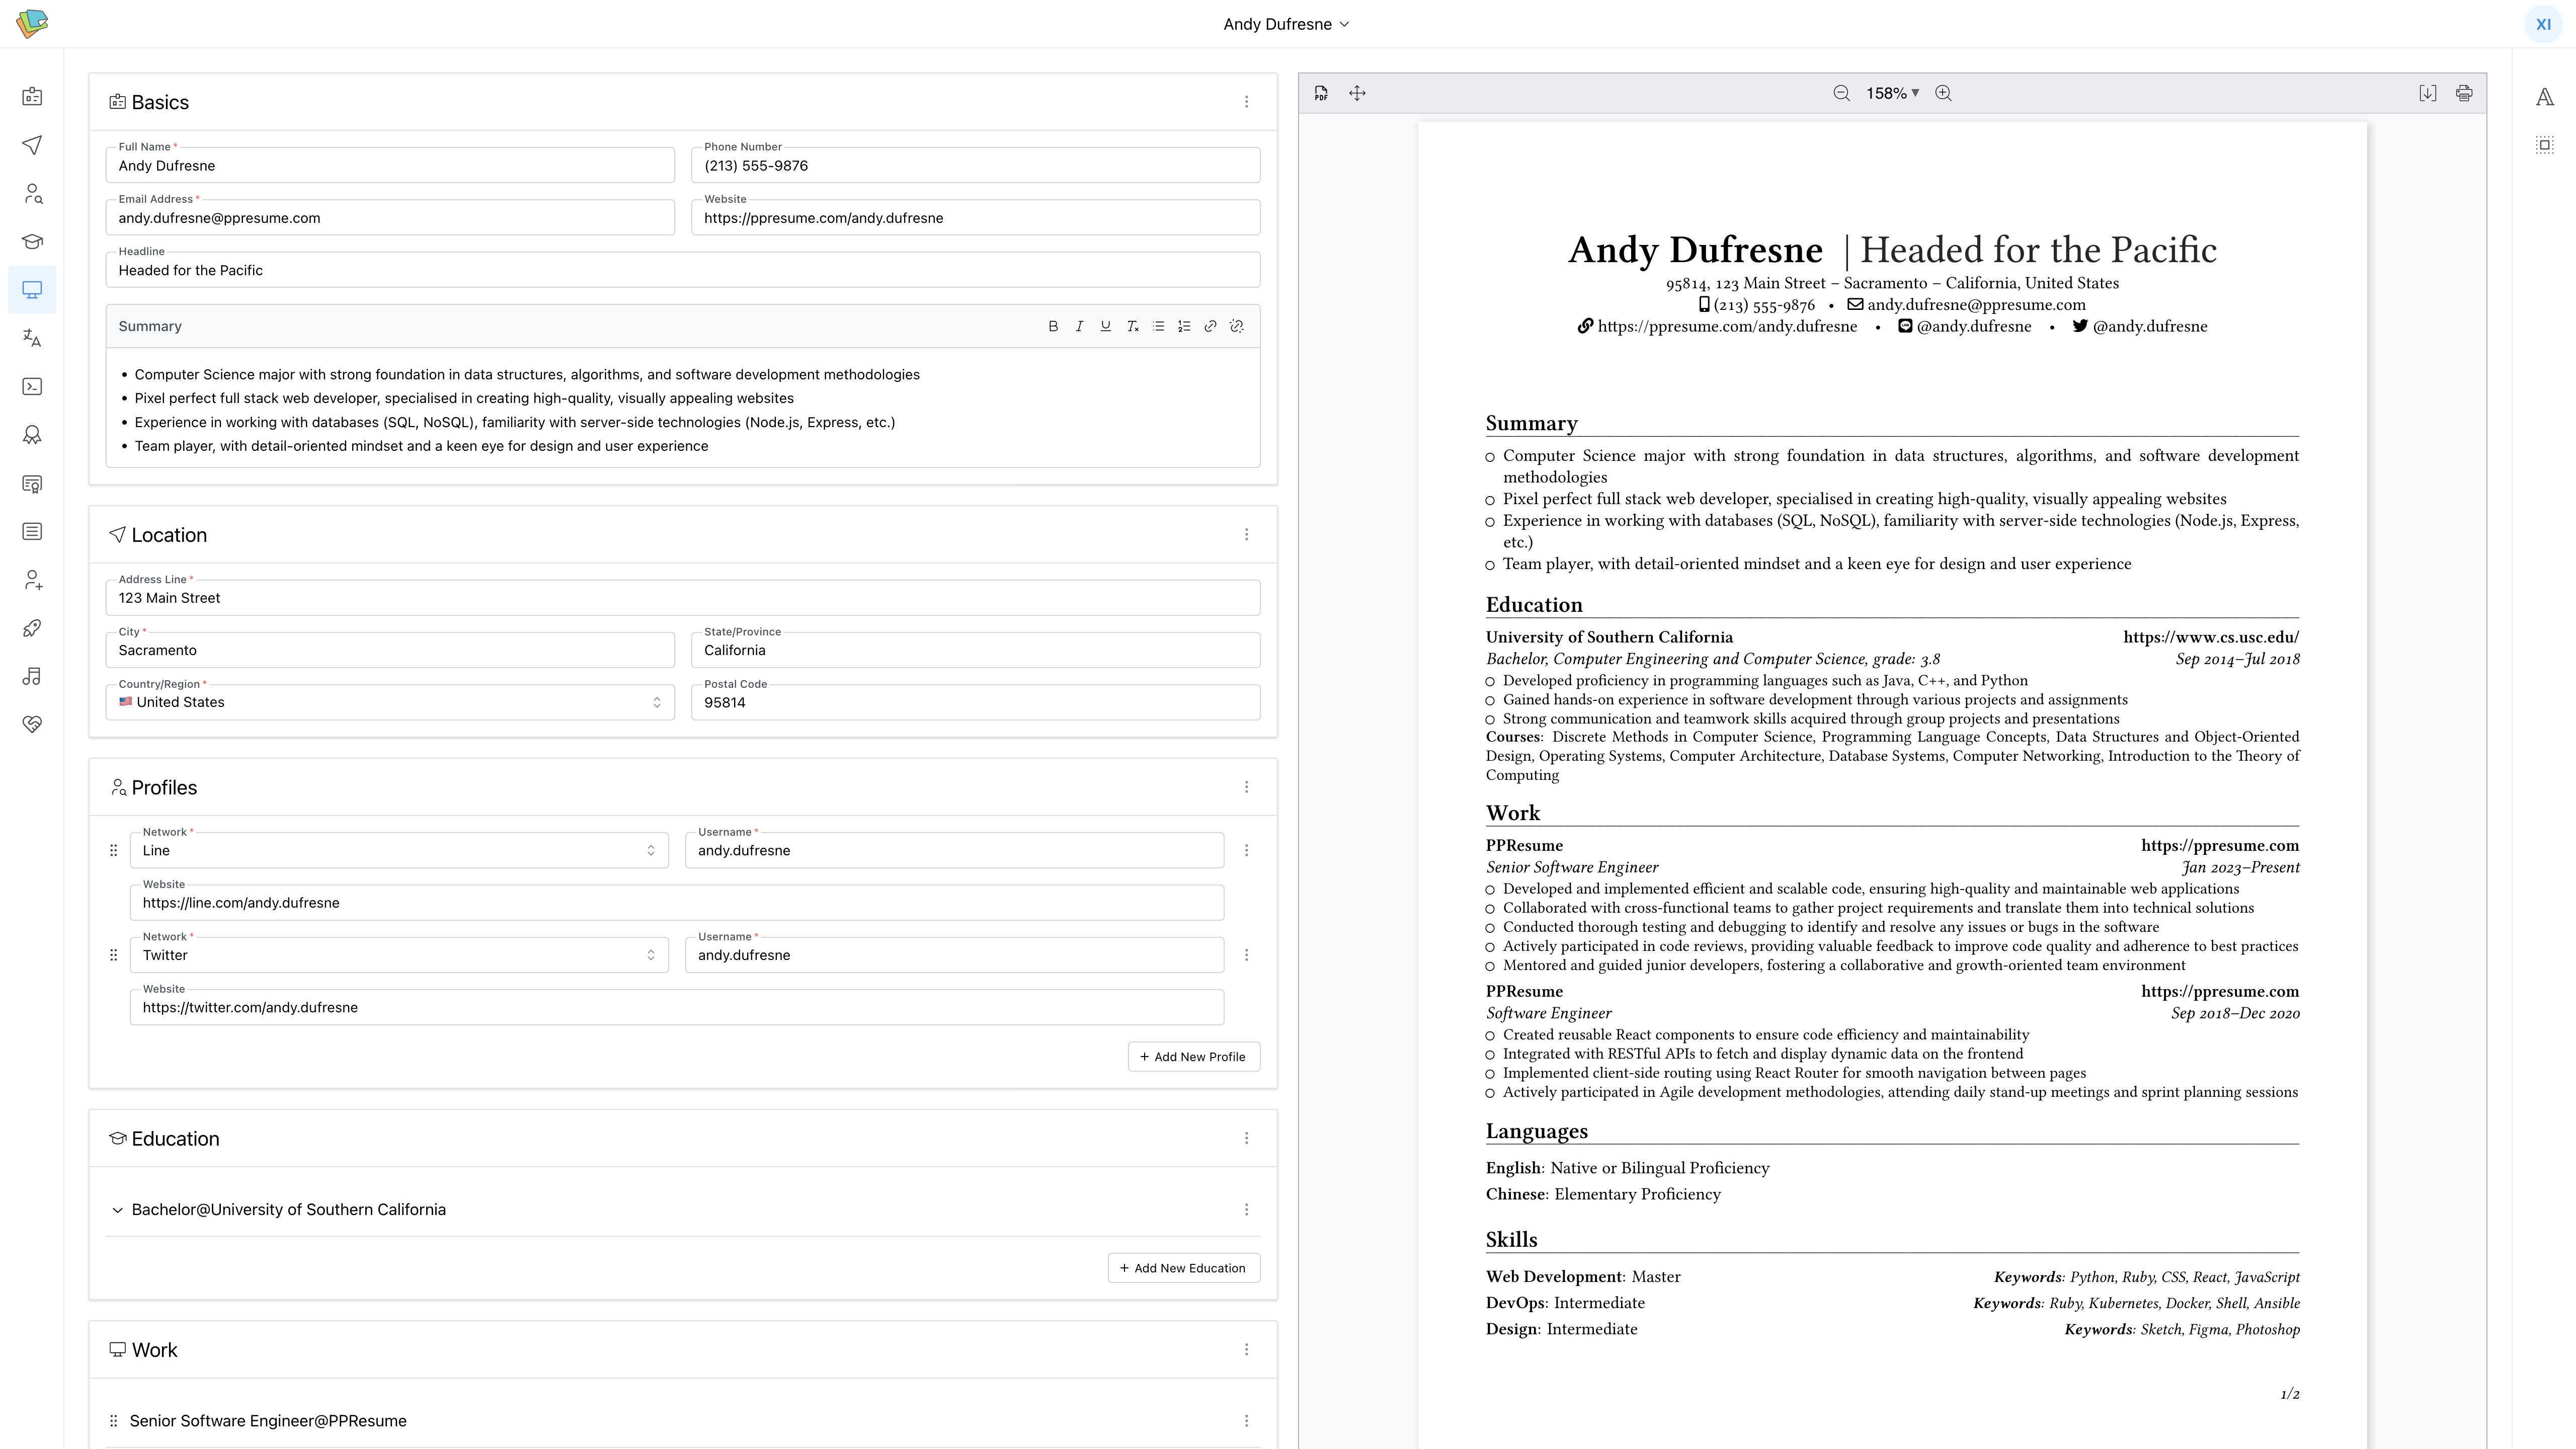 Andy Dufresne
XI
Basics
Full Name *
Andy Dufresne
Phone Number
(213) 555-9876
Email Address *
andy.dufresne@ppresume.com
Website
https://ppresume.com/andy.dufresne
Headline
Headed for the Pacific
Summary
• Computer Science major with strong foundation in data structures, algorithms, and software development methodologies
• Pixel perfect full stack web developer, specialised in creating high-quality, visually appealing websites
• Experience in working with databases (SQL, NoSQL), familiarity with server-side technologies (Node.js, Express, etc.)
• Team player, with detail-oriented mindset and a keen eye for design and user experience
Location
Address Line *
123 Main Street
City *
Sacramento
State/Province
California
Country/Region *
🇺🇸 United States
Postal Code
95814
Profiles
Network *
Line
Username *
andy.dufresne
Website
https://line.com/andy.dufresne
Network *
Twitter
Username *
andy.dufresne
Website
https://twitter.com/andy.dufresne
+ Add New Profile
Education
Bachelor@University of Southern California
+ Add New Education
Work
Senior Software Engineer@PPResume
PDF
158%
Andy Dufresne | Headed for the Pacific
95814, 123 Main Street – Sacramento – California, United States
(213) 555-9876 • andy.dufresne@ppresume.com
https://ppresume.com/andy.dufresne • @andy.dufresne • @andy.dufresne
Summary
○ Computer Science major with strong foundation in data structures, algorithms, and software development
methodologies
○ Pixel perfect full stack web developer, specialised in creating high-quality, visually appealing websites
○ Experience in working with databases (SQL, NoSQL), familiarity with server-side technologies (Node.js, Express,
etc.)
○ Team player, with detail-oriented mindset and a keen eye for design and user experience
Education
University of Southern California https://www.cs.usc.edu/
Bachelor, Computer Engineering and Computer Science, grade: 3.8 Sep 2014–Jul 2018
○ Developed proficiency in programming languages such as Java, C++, and Python
○ Gained hands-on experience in software development through various projects and assignments
○ Strong communication and teamwork skills acquired through group projects and presentations
Courses: Discrete Methods in Computer Science, Programming Language Concepts, Data Structures and Object-Oriented
Design, Operating Systems, Computer Architecture, Database Systems, Computer Networking, Introduction to the Theory of
Computing
Work
PPResume https://ppresume.com
Senior Software Engineer Jan 2023–Present
○ Developed and implemented efficient and scalable code, ensuring high-quality and maintainable web applications
○ Collaborated with cross-functional teams to gather project requirements and translate them into technical solutions
○ Conducted thorough testing and debugging to identify and resolve any issues or bugs in the software
○ Actively participated in code reviews, providing valuable feedback to improve code quality and adherence to best practices
○ Mentored and guided junior developers, fostering a collaborative and growth-oriented team environment
PPResume https://ppresume.com
Software Engineer Sep 2018–Dec 2020
○ Created reusable React components to ensure code efficiency and maintainability
○ Integrated with RESTful APIs to fetch and display dynamic data on the frontend
○ Implemented client-side routing using React Router for smooth navigation between pages
○ Actively participated in Agile development methodologies, attending daily stand-up meetings and sprint planning sessions
Languages
English: Native or Bilingual Proficiency
Chinese: Elementary Proficiency
Skills
Web Development: Master Keywords: Python, Ruby, CSS, React, JavaScript
DevOps: Intermediate Keywords: Ruby, Kubernetes, Docker, Shell, Ansible
Design: Intermediate Keywords: Sketch, Figma, Photoshop
1/2